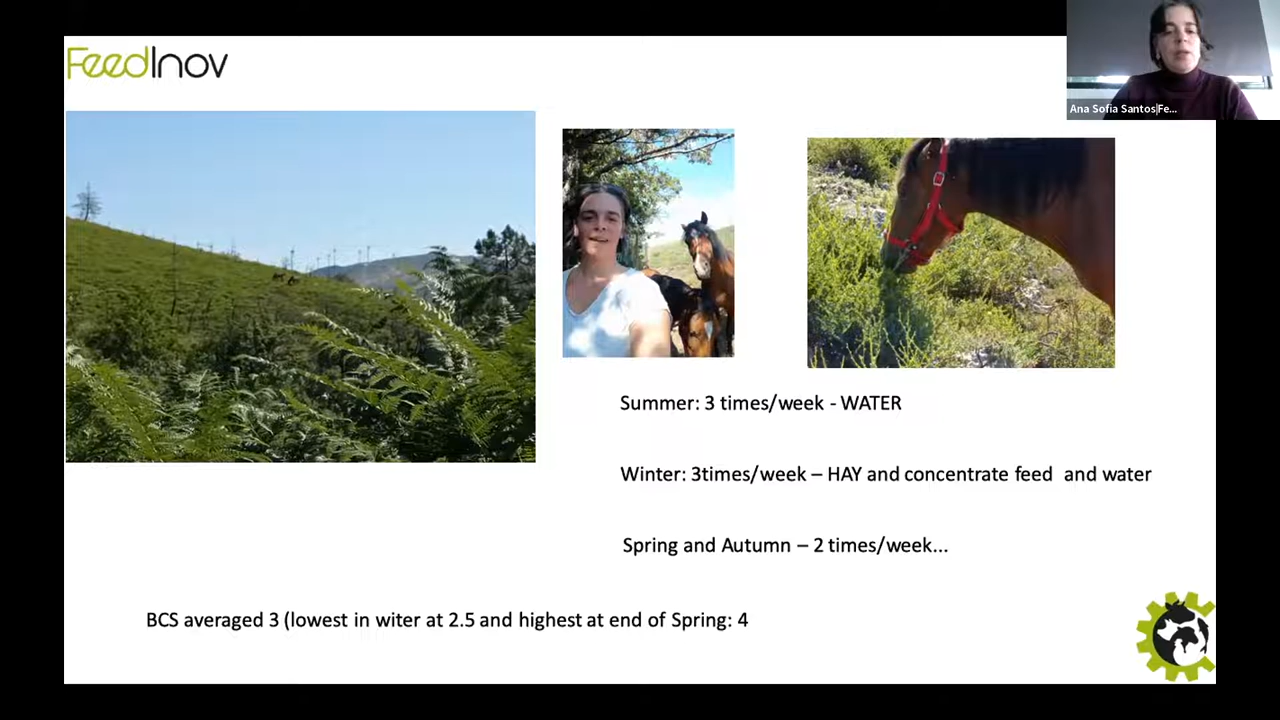 FeedInov
Ana Sofia Santos|Fe...
Summer: 3 times/week - WATER
Winter: 3times/week – HAY and concentrate feed and water
Spring and Autumn – 2 times/week...
BCS averaged 3 (lowest in witer at 2.5 and highest at end of Spring: 4